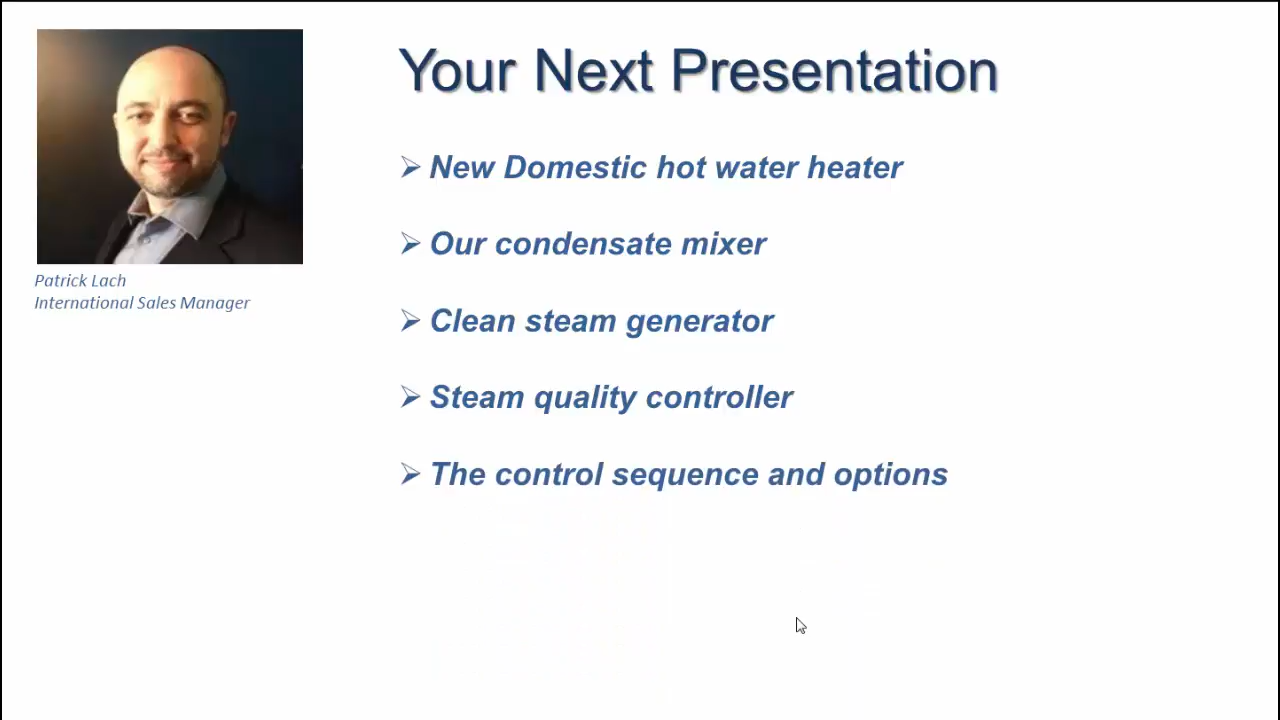 Your Next Presentation
New Domestic hot water heater
Our condensate mixer
Clean steam generator
Steam quality controller
The control sequence and options
Patrick Lach
International Sales Manager